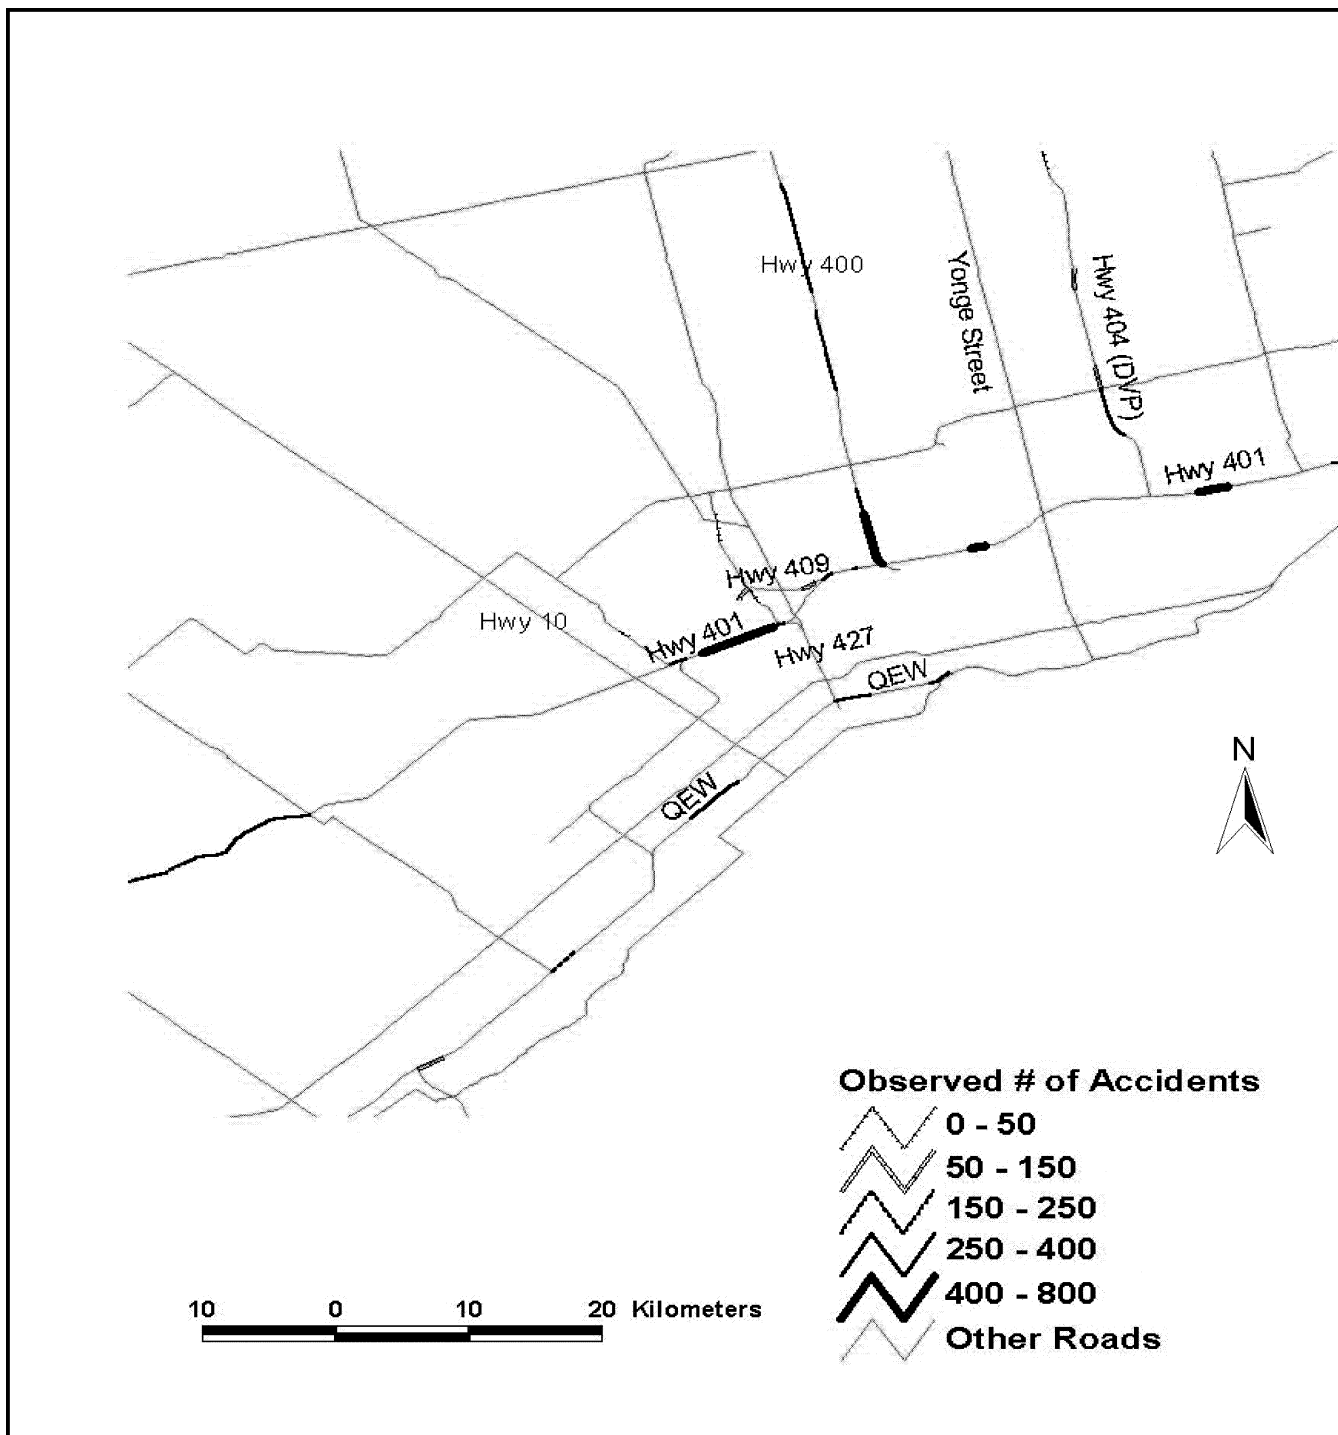 Hwy 400
Yonge Street
Hwy 404 (DVP)
Hwy 401
Hwy 409
Hwy 10
Hwy 401
Hwy 427
QEW
QEW
N
Observed # of Accidents
0 - 50
50 - 150
150 - 250
250 - 400
400 - 800
Other Roads
10 0 10 20 Kilometers